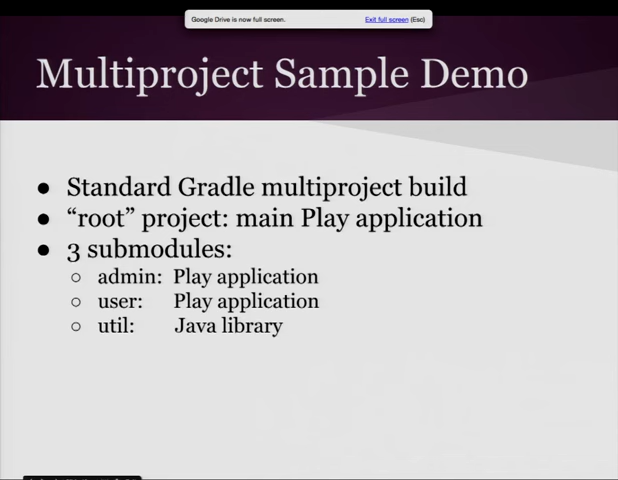 Google Drive is now full screen. Exit full screen (Esc)
Multiproject Sample Demo
● Standard Gradle multiproject build
● “root” project: main Play application
● 3 submodules:
○ admin: Play application
○ user: Play application
○ util: Java library